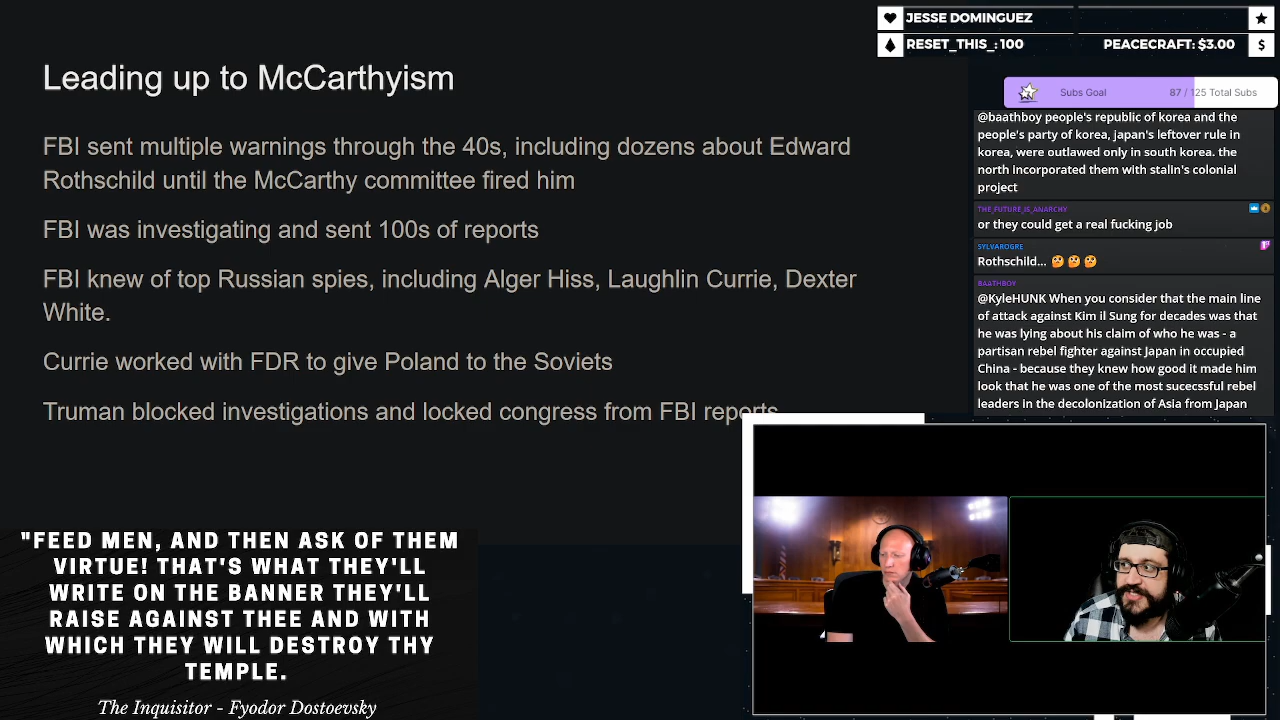 Leading up to McCarthyism
FBI sent multiple warnings through the 40s, including dozens about Edward
Rothschild until the McCarthy committee fired him
FBI was investigating and sent 100s of reports
FBI knew of top Russian spies, including Alger Hiss, Laughlin Currie, Dexter
White.
Currie worked with FDR to give Poland to the Soviets
Truman blocked investigations and locked congress from FBI reports
JESSE DOMINGUEZ
RESET_THIS_: 100
PEACECRAFT: $3.00
$
Subs Goal
87 / 125 Total Subs
@baathboy people's republic of korea and the
people's party of korea, japan's leftover rule in
korea, were outlawed only in south korea. the
north incorporated them with stalin's colonial
project
THE_FUTURE_IS_ANARCHY
or they could get a real fucking job
SYLVAROGRE
Rothschild... 🤔 🤔 🤔
BAATHBOY
@KyleHUNK When you consider that the main line
of attack against Kim il Sung for decades was that
he was lying about his claim of who he was - a
partisan rebel fighter against Japan in occupied
China - because they knew how good it made him
look that he was one of the most sucecssful rebel
leaders in the decolonization of Asia from Japan
"FEED MEN, AND THEN ASK OF THEM
VIRTUE! THAT'S WHAT THEY'LL
WRITE ON THE BANNER THEY'LL
RAISE AGAINST THEE AND WITH
WHICH THEY WILL DESTROY THY
TEMPLE.
The Inquisitor - Fyodor Dostoevsky